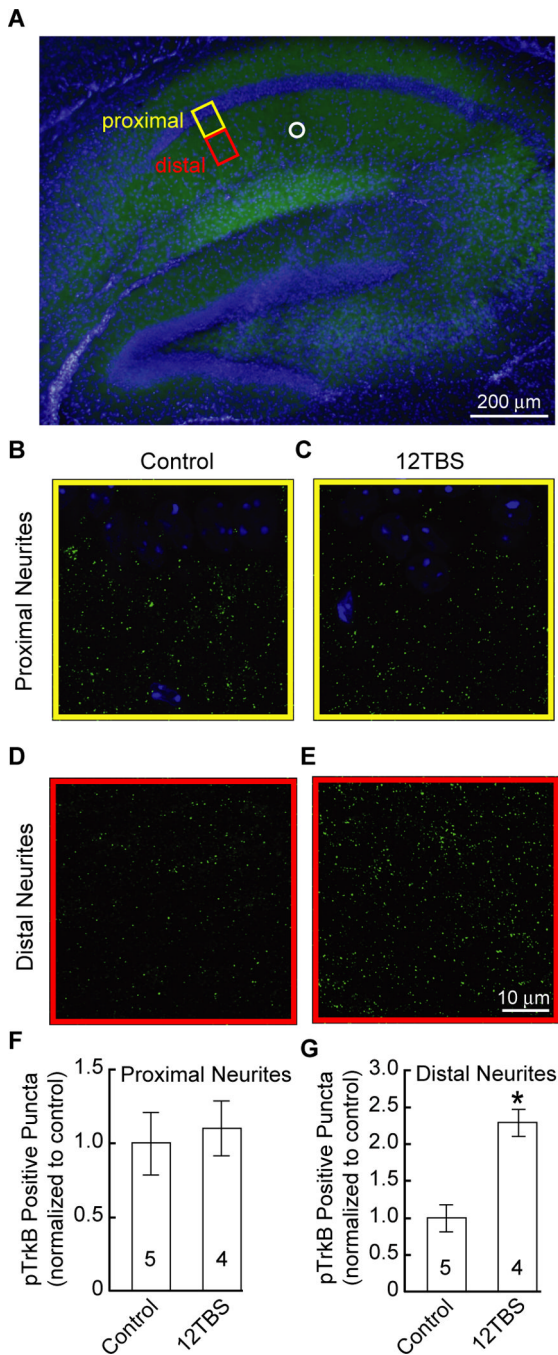 A
proximal
distal
200 μm
B
Control
C
12TBS
Proximal Neurites
D
E
Distal Neurites
10 μm
F
Proximal Neurites
pTrkB Positive Puncta
(normalized to control)
1.5
1.0
0.5
0
5
4
Control
12TBS
G
Distal Neurites
pTrkB Positive Puncta
(normalized to control)
3.0
2.5
2.0
1.5
1.0
0.5
0.0
*
5
4
Control
12TBS